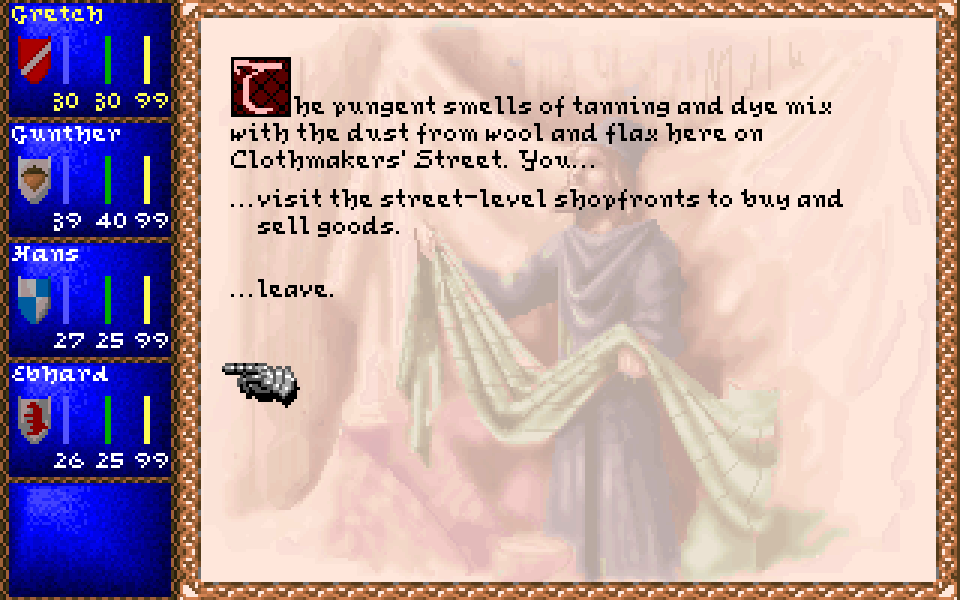 Gretch
30 30 99
Gunther
39 40 99
Hans
27 25 99
Ebhard
26 25 99
The pungent smells of tanning and dye mix
with the dust from wool and flax here on
Clothmakers' Street. You...
...visit the street-level shopfronts to buy and
sell goods.
...leave.